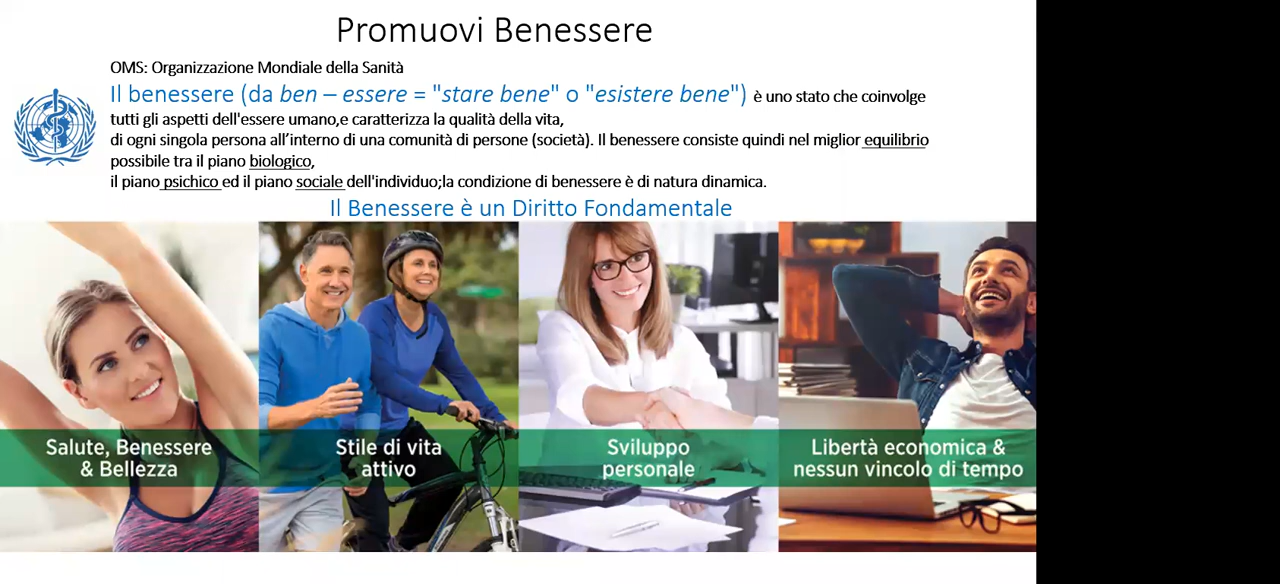 Promuovi Benessere
OMS: Organizzazione Mondiale della Sanità
Il benessere (da ben – essere = "stare bene" o "esistere bene") è uno stato che coinvolge
tutti gli aspetti dell'essere umano,e caratterizza la qualità della vita,
di ogni singola persona all’interno di una comunità di persone (società). Il benessere consiste quindi nel miglior equilibrio
possibile tra il piano biologico,
il piano psichico ed il piano sociale dell'individuo;la condizione di benessere è di natura dinamica.
Il Benessere è un Diritto Fondamentale
Salute, Benessere
& Bellezza
Stile di vita
attivo
Sviluppo
personale
Libertà economica &
nessun vincolo di tempo